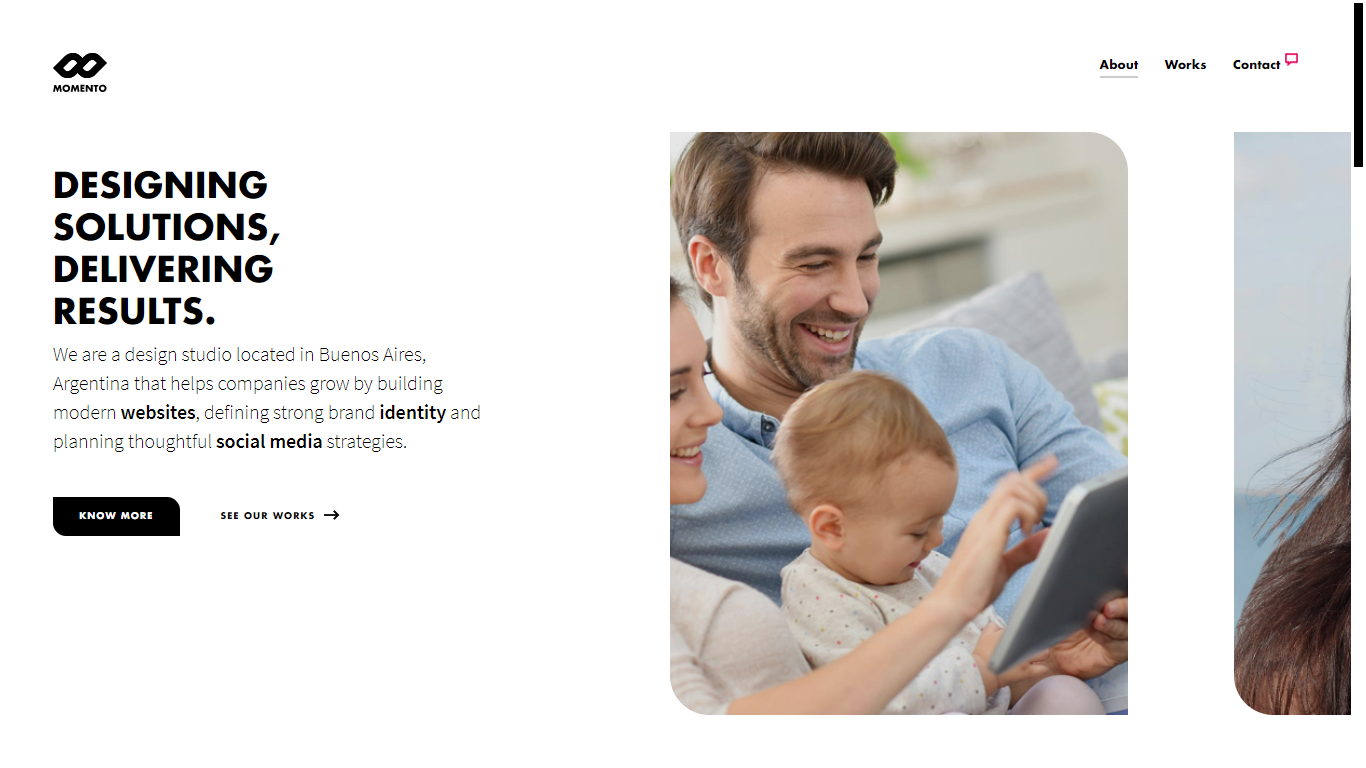 MOMENTO
About Works Contact
DESIGNING
SOLUTIONS,
DELIVERING
RESULTS.
We are a design studio located in Buenos Aires,
Argentina that helps companies grow by building
modern websites, defining strong brand identity and
planning thoughtful social media strategies.
KNOW MORE SEE OUR WORKS